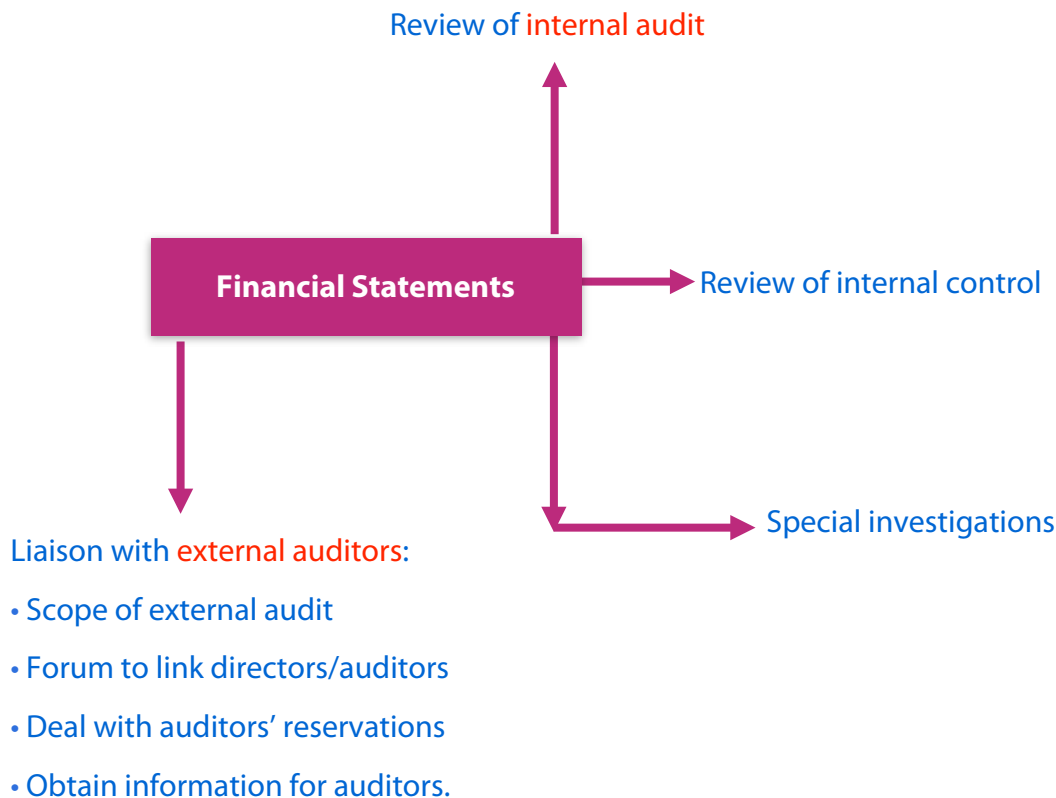 Review of internal audit
Financial Statements
Review of internal control
Special investigations
Liaison with external auditors:
• Scope of external audit
• Forum to link directors/auditors
• Deal with auditors’ reservations
• Obtain information for auditors.